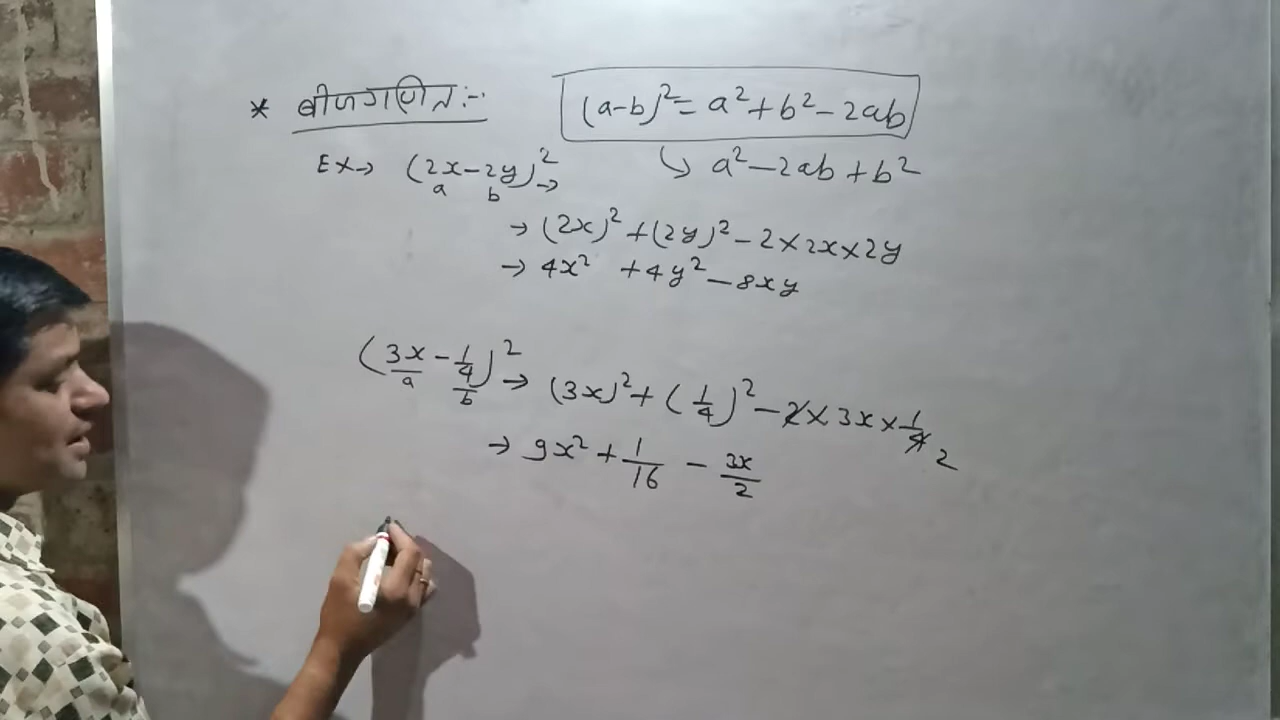 * बीजगणित :-
(a-b)² = a² + b² - 2ab
↳ a² - 2ab + b²
Ex→ (2x - 2y)² →
a b
→ (2x)² + (2y)² - 2 × 2x × 2y
→ 4x² + 4y² - 8xy
(3x - 1/4)² → (3x)² + (1/4)² - 2 × 3x × 1/4 2
a b
→ 9x² + 1/16 - 3x/2